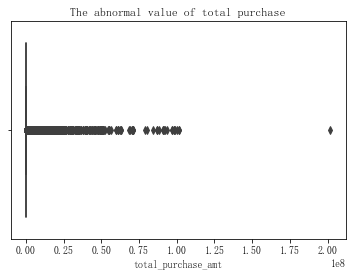 The abnormal value of total purchase
0.00 0.25 0.50 0.75 1.00 1.25 1.50 1.75 2.00
1e8
total_purchase_amt